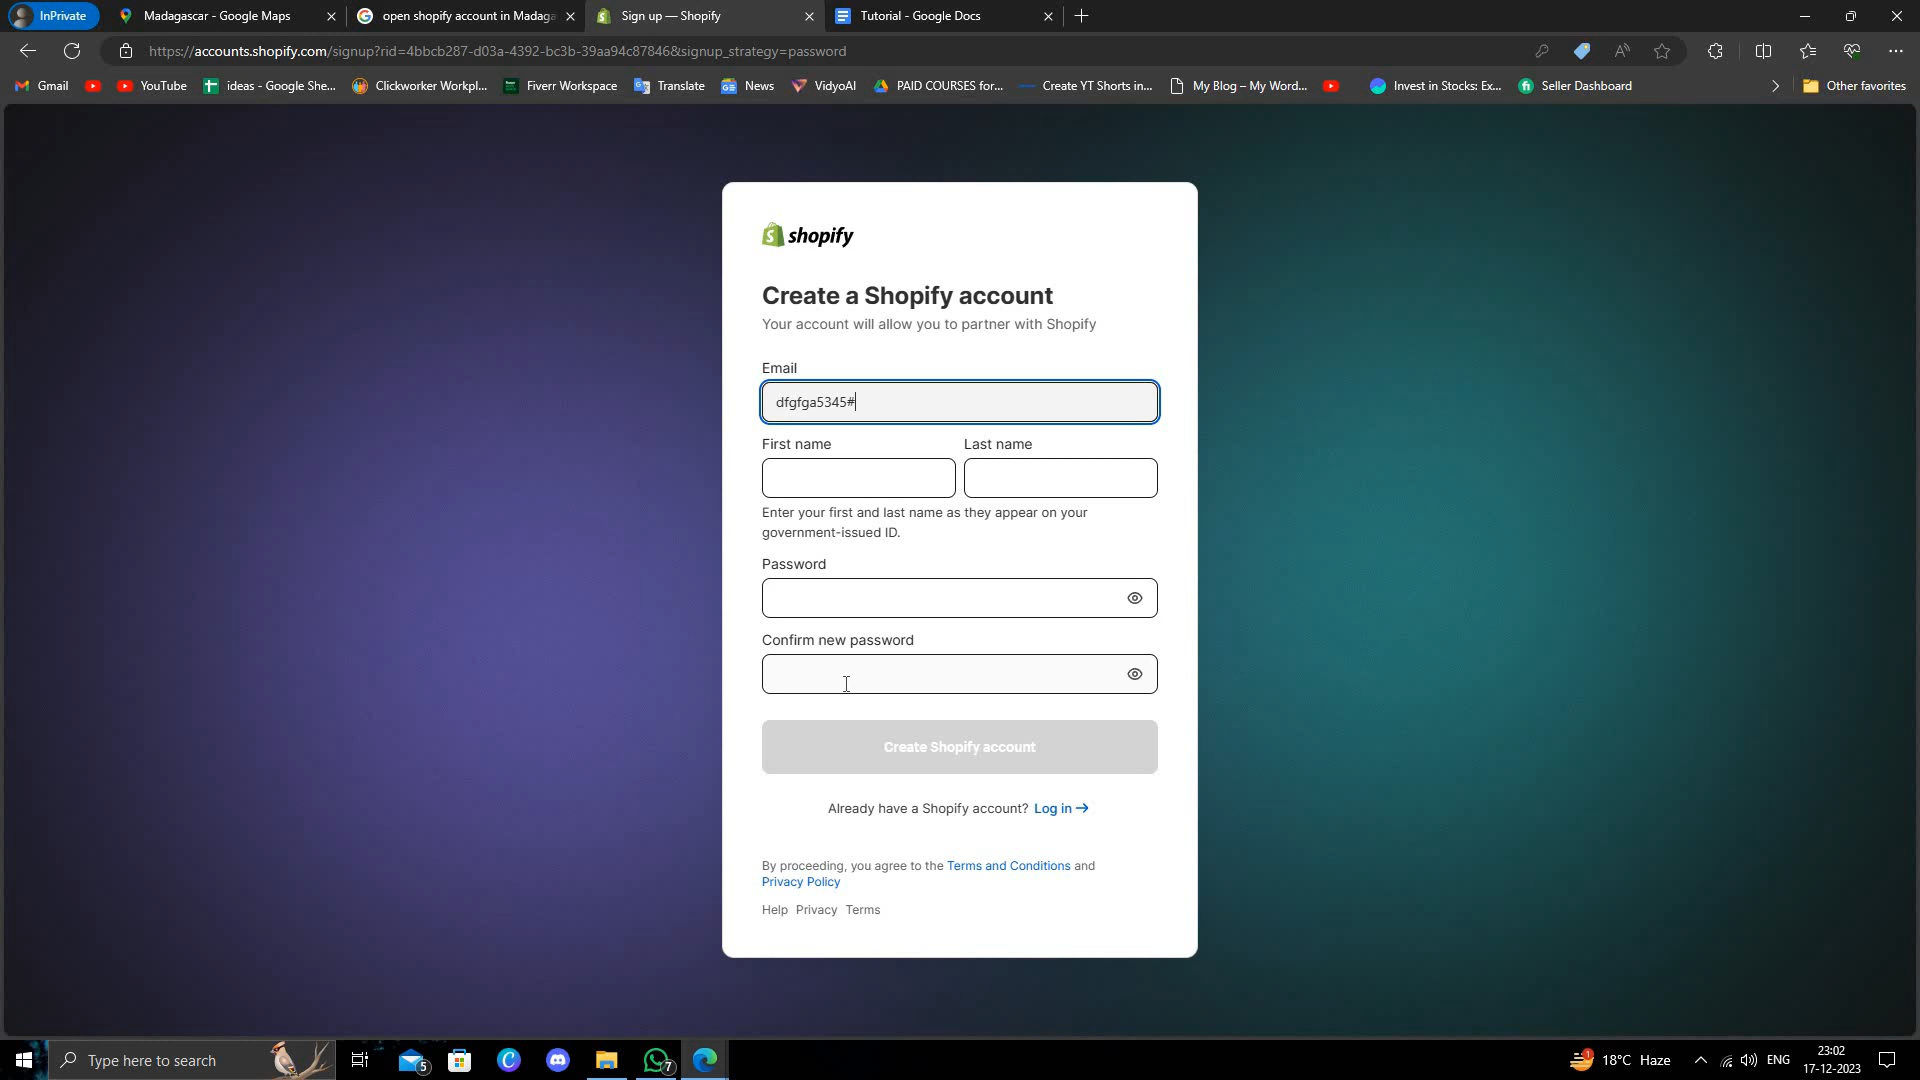 InPrivate
Madagascar - Google Maps
open shopify account in Madaga
Sign up — Shopify
Tutorial - Google Docs
https://accounts.shopify.com/signup?rid=4bbcb287-d03a-4392-bc3b-39aa94c87846&signup_strategy=password
Gmail
YouTube
ideas - Google She...
Clickworker Workpl...
Fiverr Workspace
Translate
News
VidyoAI
PAID COURSES for...
Create YT Shorts in...
My Blog – My Word...
Invest in Stocks: Ex...
Seller Dashboard
Other favorites
shopify
Create a Shopify account
Your account will allow you to partner with Shopify
Email
dfgfga5345#
First name
Last name
Enter your first and last name as they appear on your
government-issued ID.
Password
Confirm new password
Create Shopify account
Already have a Shopify account? Log in →
By proceeding, you agree to the Terms and Conditions and
Privacy Policy
Help Privacy Terms
Type here to search
5
7
1
18°C Haze
ENG
23:02
17-12-2023